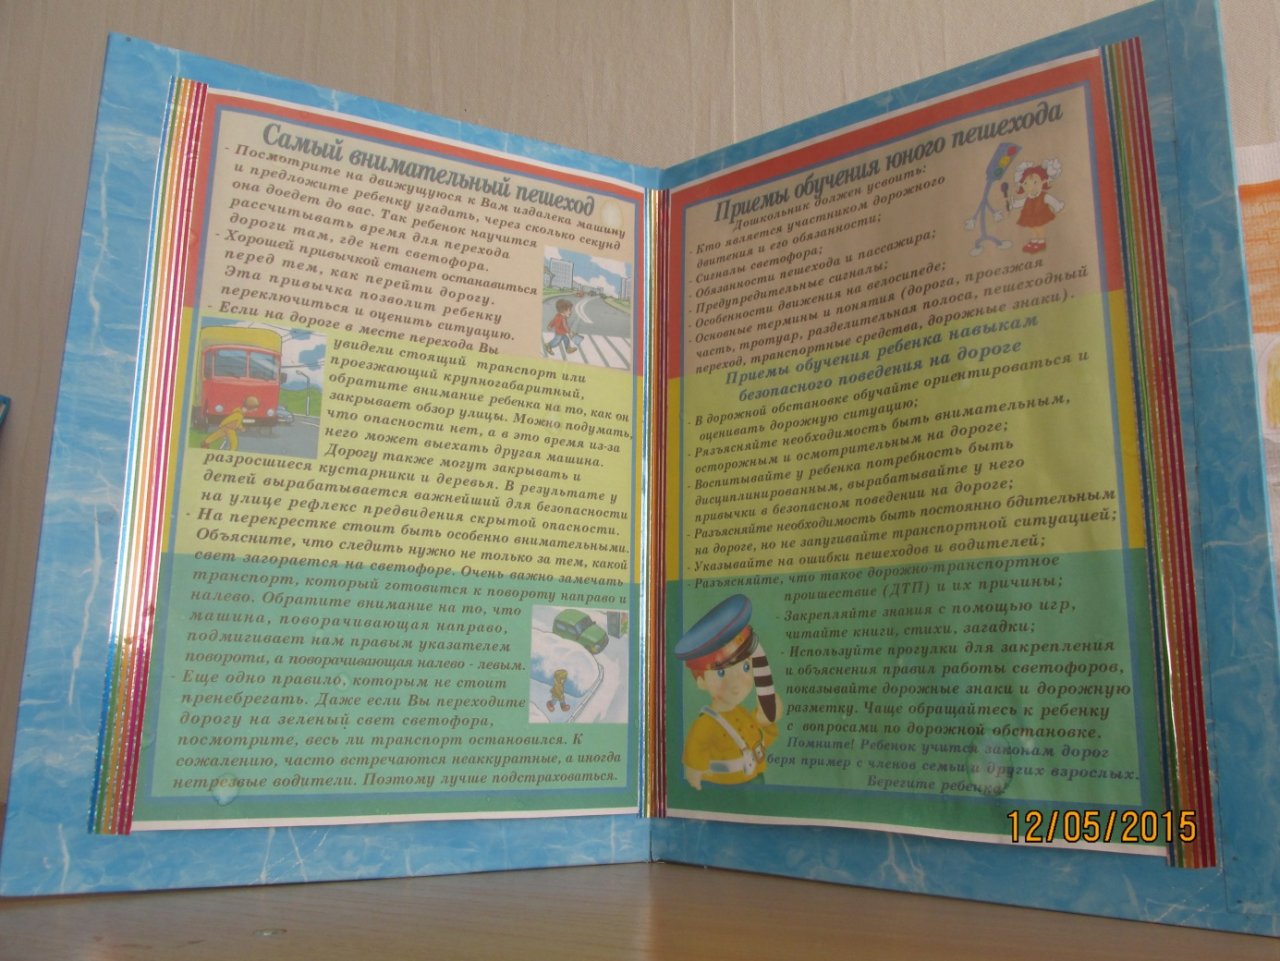 Самый внимательный пешеход
- Посмотрите на движущуюся к Вам издалека машину
и предложите ребенку угадать, через сколько секунд
она доедет до вас. Так ребенок научится
рассчитывать время для перехода
дороги там, где нет светофора.
- Хорошей привычкой станет останавиться
перед тем, как перейти дорогу.
Эта привычка позволит ребенку
переключиться и оценить ситуацию.
- Если на дороге в месте перехода Вы
увидели стоящий транспорт или
проезжающий крупногабаритный,
обратите внимание ребенка на то, как он
закрывает обзор улицы. Можно подумать,
что опасности нет, а в это время из-за
него может выехать другая машина.
Дорогу также могут закрывать и
разросшиеся кустарники и деревья. В результате у
детей вырабатывается важнейший для безопасности
на улице рефлекс предвидения скрытой опасности.
- На перекрестке стоит быть особенно внимательными.
Объясните, что следить нужно не только за тем, какой
свет загорается на светофоре. Очень важно замечать
транспорт, который готовится к повороту направо и
налево. Обратите внимание на то, что
машина, поворачивающая направо,
подмигивает нам правым указателем
поворота, а поворачивающая налево - левым.
- Еще одно правило, которым не стоит
пренебрегать. Даже если Вы переходите
дорогу на зеленый свет светофора,
посмотрите, весь ли транспорт остановился. К
сожалению, часто встречаются неаккуратные, а иногда
нетрезвые водители. Поэтому лучше подстраховаться.
Приемы обучения юного пешехода
Дошкольник должен усвоить:
- Кто является участником дорожного
движения и его обязанности;
- Сигналы светофора;
- Обязанности пешехода и пассажира;
- Предупредительные сигналы;
- Особенности движения на велосипеде;
- Основные термины и понятия (дорога, проезжая
часть, тротуар, разделительная полоса, пешеходный
переход, транспортные средства, дорожные знаки).
Приемы обучения ребенка навыкам
безопасного поведения на дороге
- В дорожной обстановке обучайте ориентироваться и
оценивать дорожную ситуацию;
- Разъясняйте необходимость быть внимательным,
осторожным и осмотрительным на дороге;
- Воспитывайте у ребенка потребность быть
дисциплинированным, вырабатывайте у него
привычки в безопасном поведении на дороге;
- Разъясняйте необходимость быть постоянно бдительным
на дороге, но не запугивайте транспортной ситуацией;
- Указывайте на ошибки пешеходов и водителей;
- Разъясняйте, что такое дорожно-транспортное
проишествие (ДТП) и их причины;
- Закрепляйте знания с помощью игр,
читайте книги, стихи, загадки;
- Используйте прогулки для закрепления
и объяснения правил работы светофоров,
показывайте дорожные знаки и дорожную
разметку. Чаще обращайтесь к ребенку
с вопросами по дорожной обстановке.
Помните! Ребенок учится законам дорог
беря пример с членов семьи и других взрослых.
Берегите ребенка!
12/05/2015